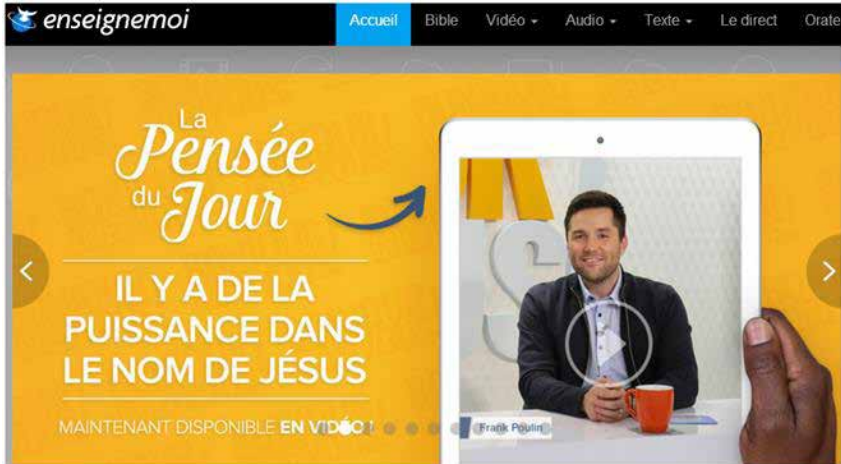 enseignemoi
Accueil Bible Vidéo Audio Texte Le direct Orate
La
Pensée
du Jour
IL Y A DE LA
PUISSANCE DANS
LE NOM DE JÉSUS
MAINTENANT DISPONIBLE EN VIDÉO!
Frank Poulin